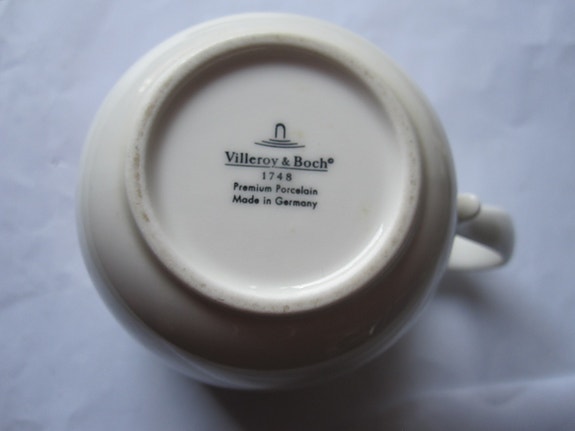 Villeroy & Boch®
1748
Premium Porcelain
Made in Germany